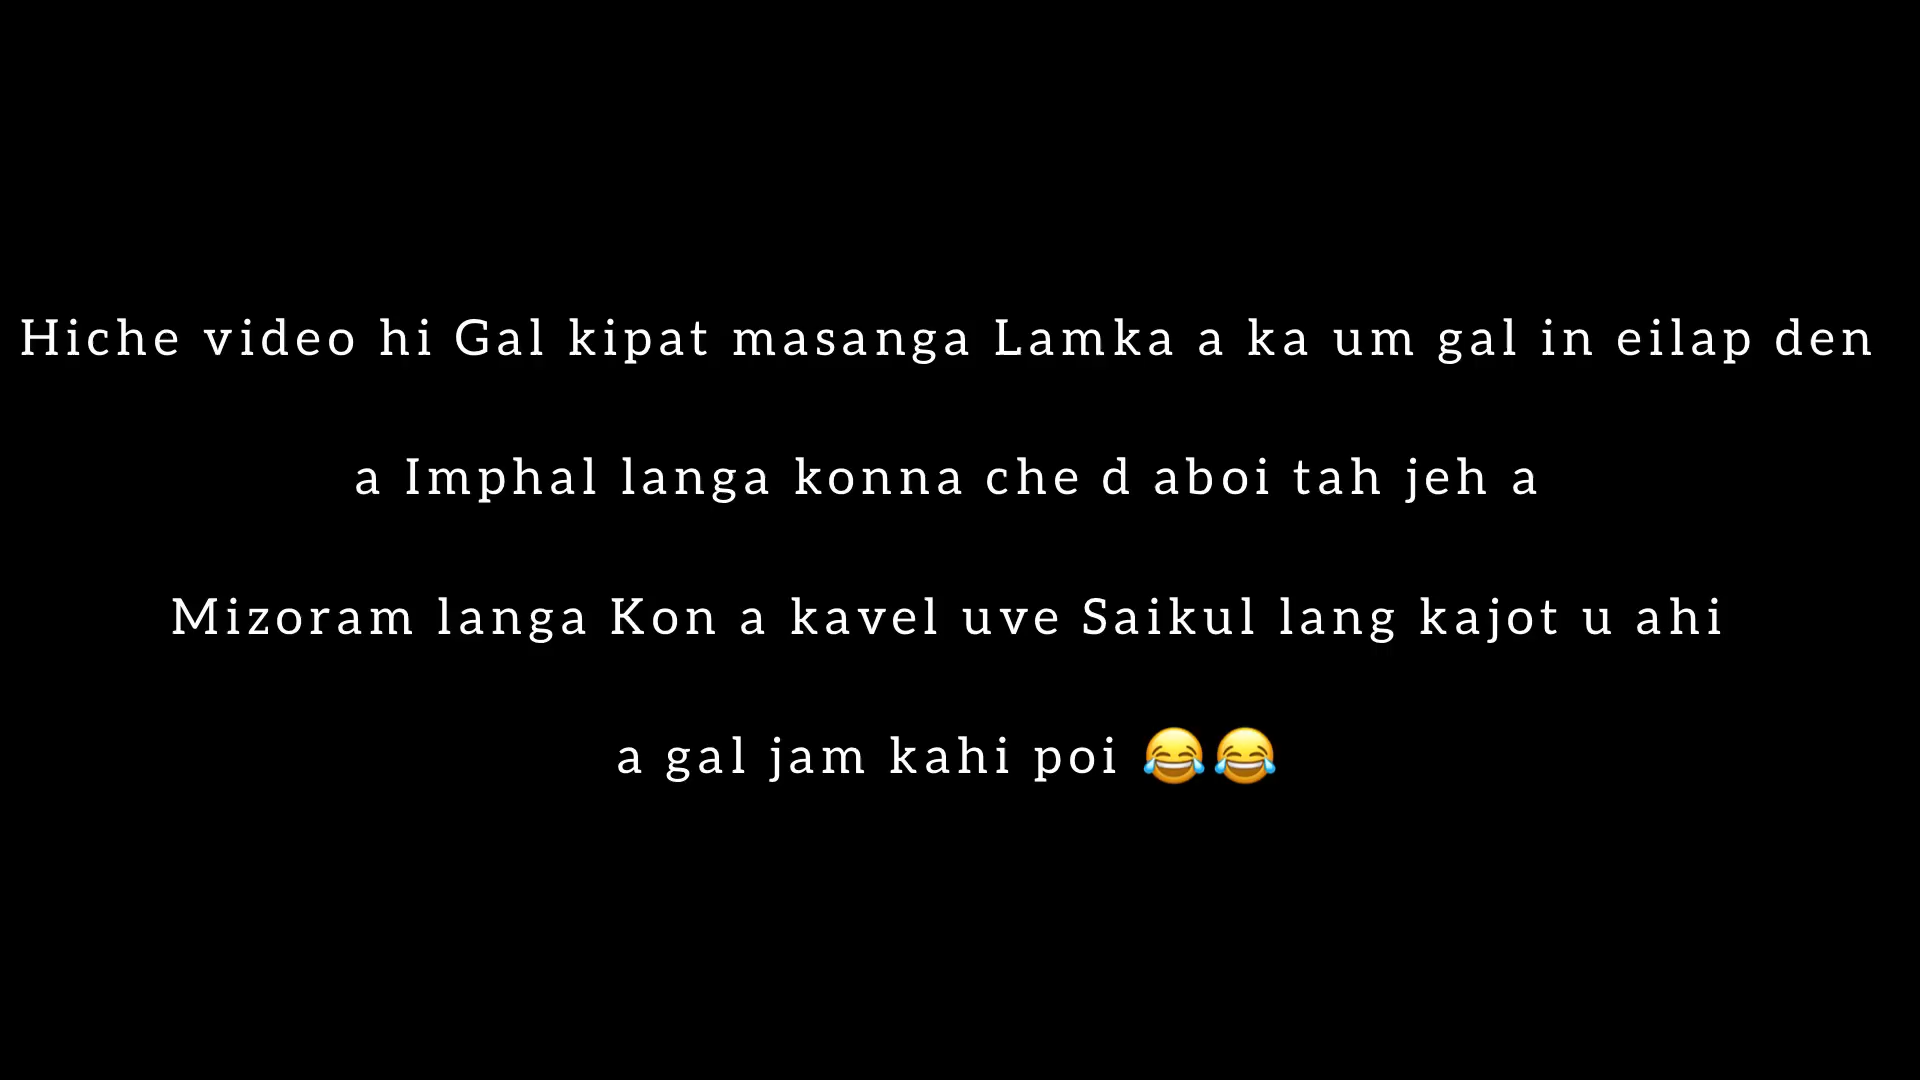 Hiche video hi Gal kipat masanga Lamka a ka um gal in eilap den
a Imphal langa konna che d aboi tah jeh a
Mizoram langa Kon a kavel uve Saikul lang kajot u ahi
a gal jam kahi poi 😂😂